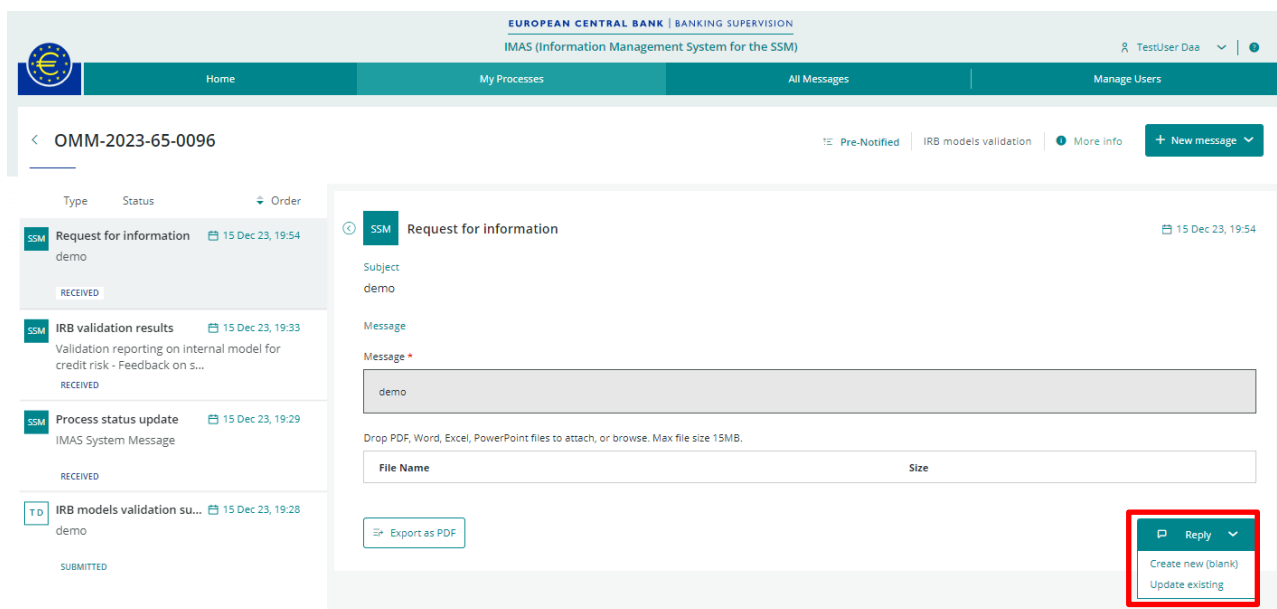 EUROPEAN CENTRAL BANK | BANKING SUPERVISION
IMAS (Information Management System for the SSM)
TestUser Daa
Home My Processes All Messages Manage Users
OMM-2023-65-0096
Pre-Notified IRB models validation More info + New message
Type Status Order
SSM Request for information 15 Dec 23, 19:54
demo
RECEIVED
SSM IRB validation results 15 Dec 23, 19:33
Validation reporting on internal model for
credit risk - Feedback on s...
RECEIVED
SSM Process status update 15 Dec 23, 19:29
IMAS System Message
RECEIVED
T D IRB models validation su... 15 Dec 23, 19:28
demo
SUBMITTED
SSM Request for information 15 Dec 23, 19:54
Subject
demo
Message
Message *
demo
Drop PDF, Word, Excel, PowerPoint files to attach, or browse. Max file size 15MB.
File Name Size
Export as PDF
Reply
Create new (blank)
Update existing